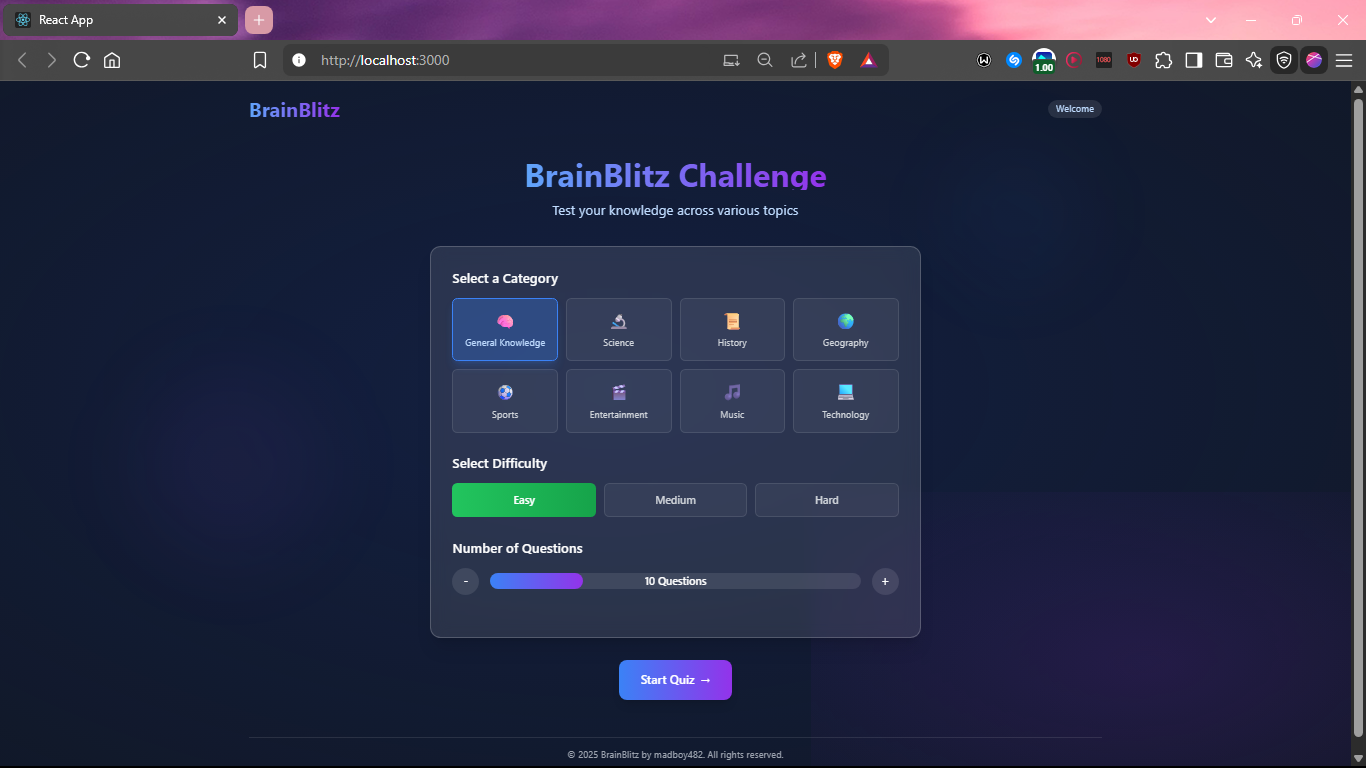 React App
http://localhost:3000
1.00
1080
BrainBlitz
Welcome
BrainBlitz Challenge
Test your knowledge across various topics
Select a Category
General Knowledge
Science
History
Geography
Sports
Entertainment
Music
Technology
Select Difficulty
Easy
Medium
Hard
Number of Questions
-
10 Questions
+
Start Quiz →
© 2025 BrainBlitz by madboy482. All rights reserved.